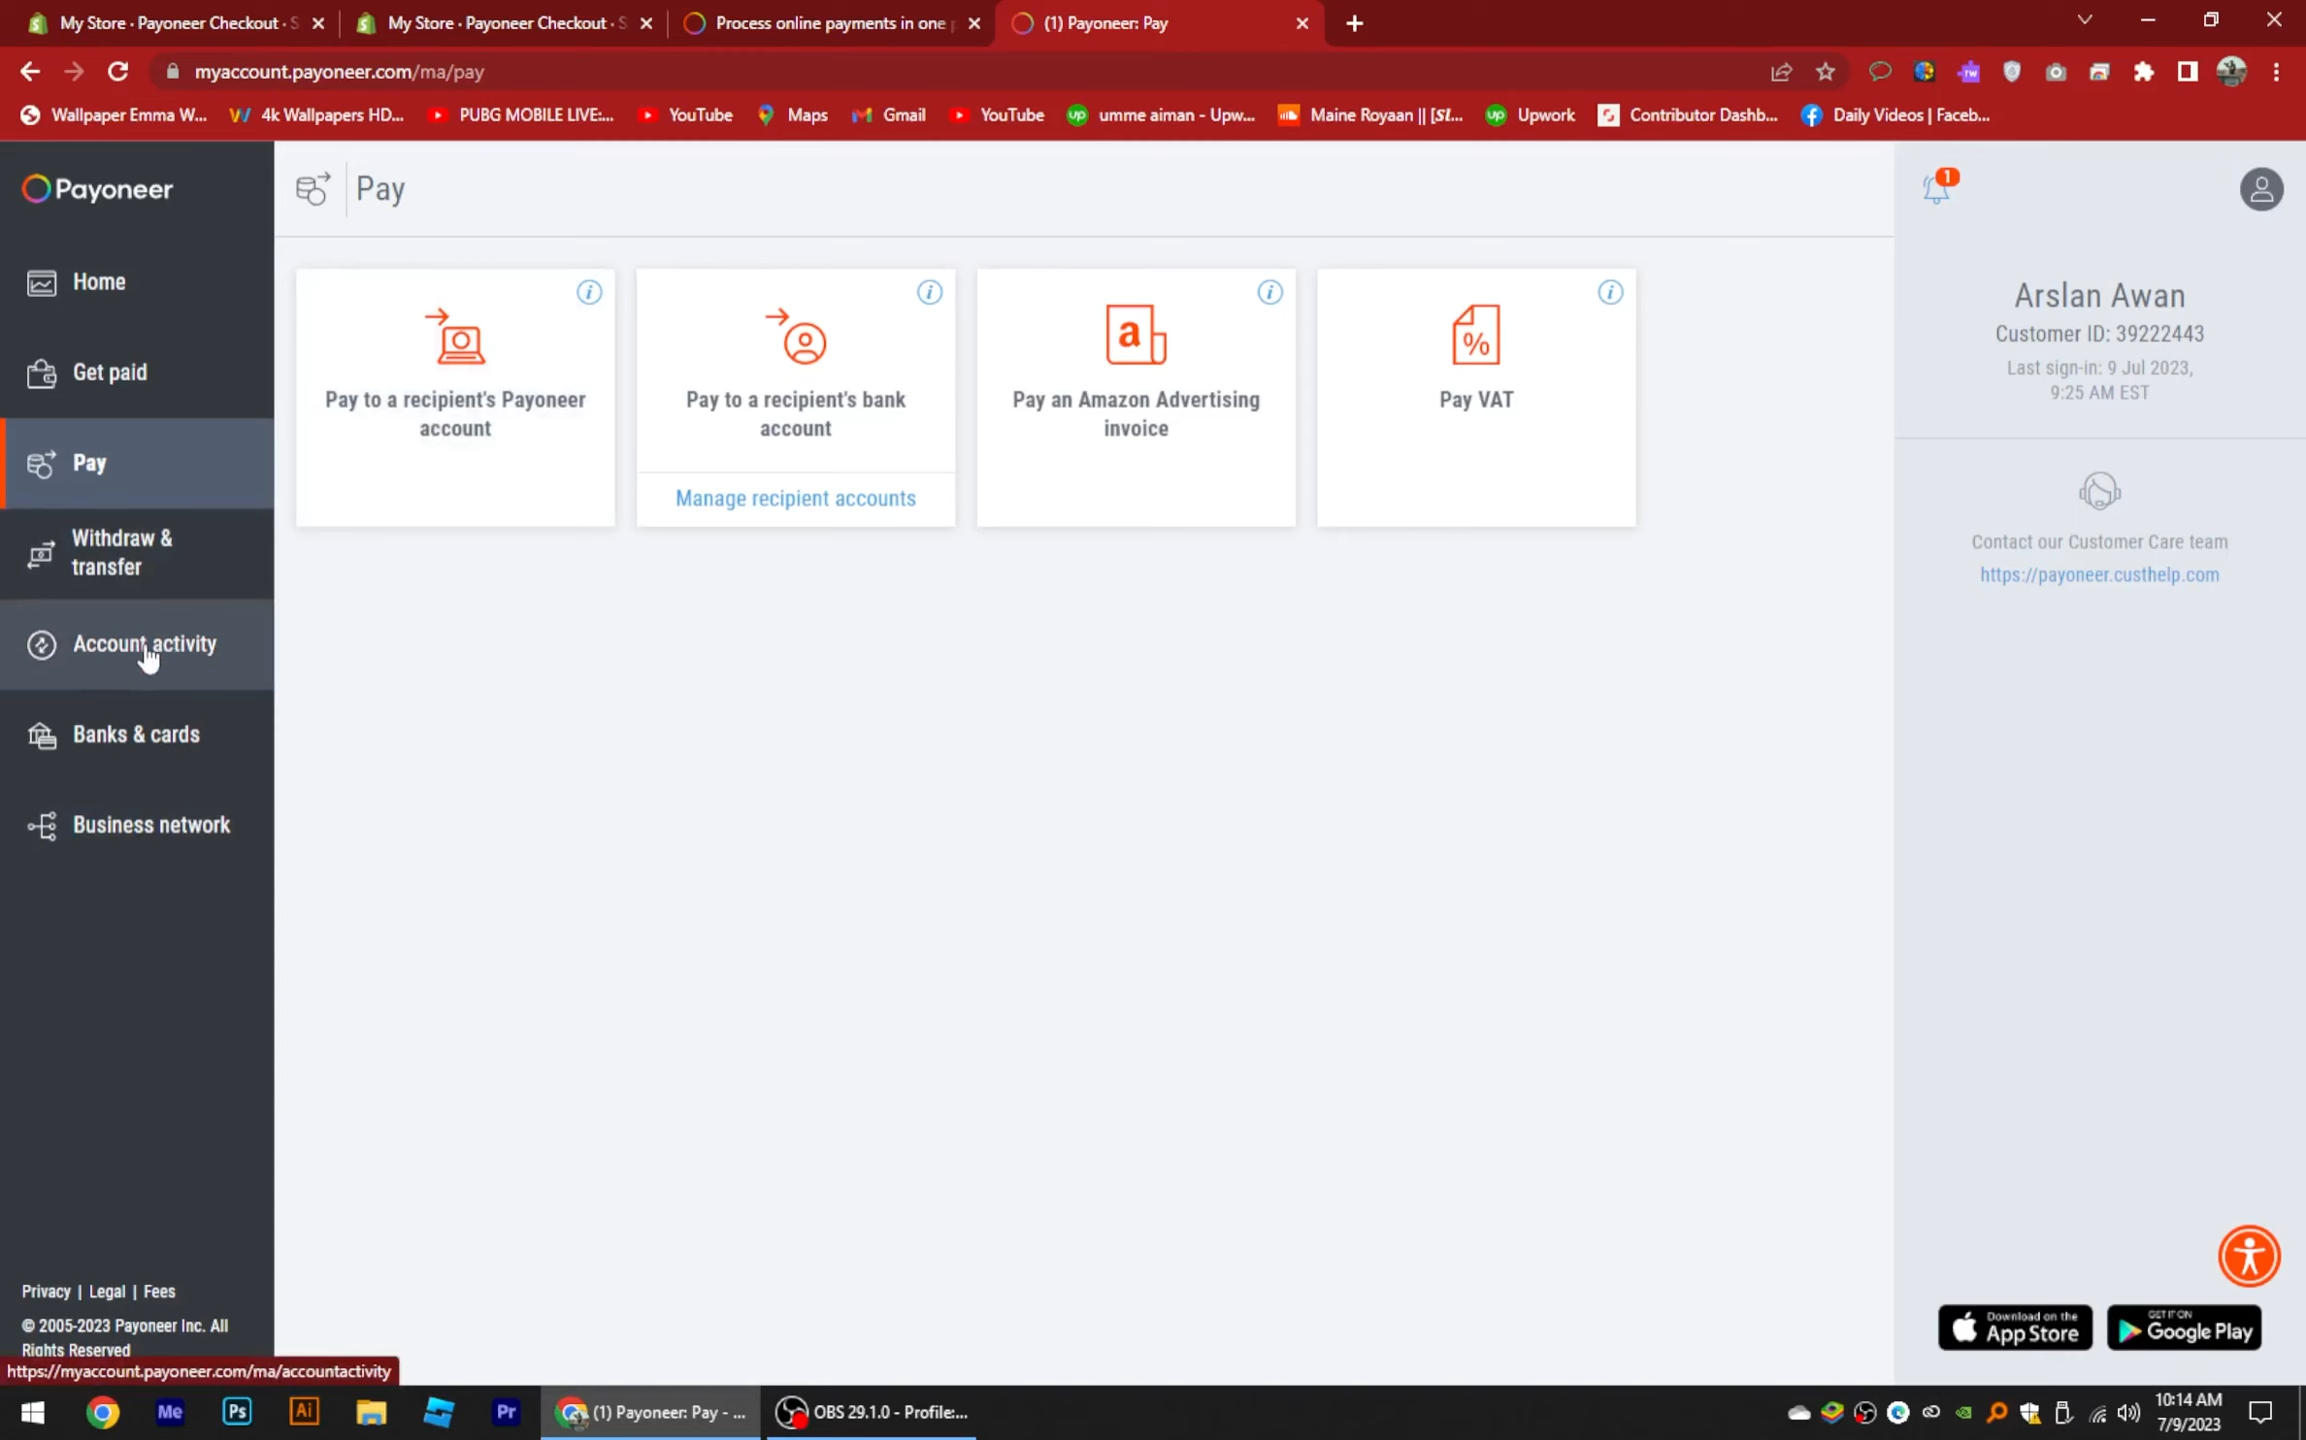 My Store · Payoneer Checkout · S
My Store · Payoneer Checkout · S
Process online payments in one p
(1) Payoneer: Pay
myaccount.payoneer.com/ma/pay
Wallpaper Emma W...
4k Wallpapers HD...
PUBG MOBILE LIVE:...
YouTube
Maps
Gmail
YouTube
umme aiman - Upw...
Maine Royaan || [Sl...
Upwork
Contributor Dashb...
Daily Videos | Faceb...
Payoneer
Home
Get paid
Pay
Withdraw &
transfer
Account activity
Banks & cards
Business network
Privacy | Legal | Fees
© 2005-2023 Payoneer Inc. All
Rights Reserved
https://myaccount.payoneer.com/ma/accountactivity
Pay
Pay to a recipient's Payoneer
account
Pay to a recipient's bank
account
Manage recipient accounts
Pay an Amazon Advertising
invoice
Pay VAT
1
Arslan Awan
Customer ID: 39222443
Last sign-in: 9 Jul 2023,
9:25 AM EST
Contact our Customer Care team
https://payoneer.custhelp.com
Download on the
App Store
GET IT ON
Google Play
Me
Ps
Ai
Pr
(1) Payoneer: Pay - ...
OBS 29.1.0 - Profile:...
10:14 AM
7/9/2023